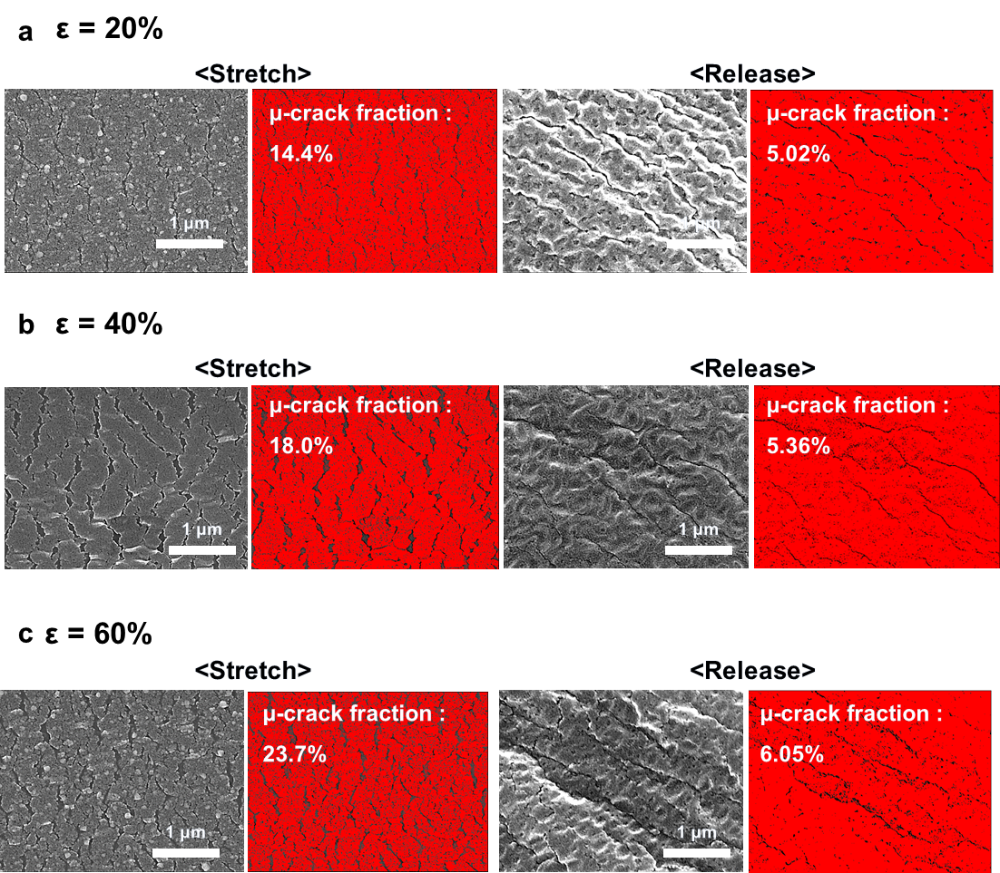 a ε = 20%
<Stretch>
<Release>
μ-crack fraction :
14.4%
1 μm
μ-crack fraction :
5.02%
1 μm
b ε = 40%
<Stretch>
<Release>
μ-crack fraction :
18.0%
1 μm
μ-crack fraction :
5.36%
1 μm
c ε = 60%
<Stretch>
<Release>
μ-crack fraction :
23.7%
1 μm
μ-crack fraction :
6.05%
1 μm